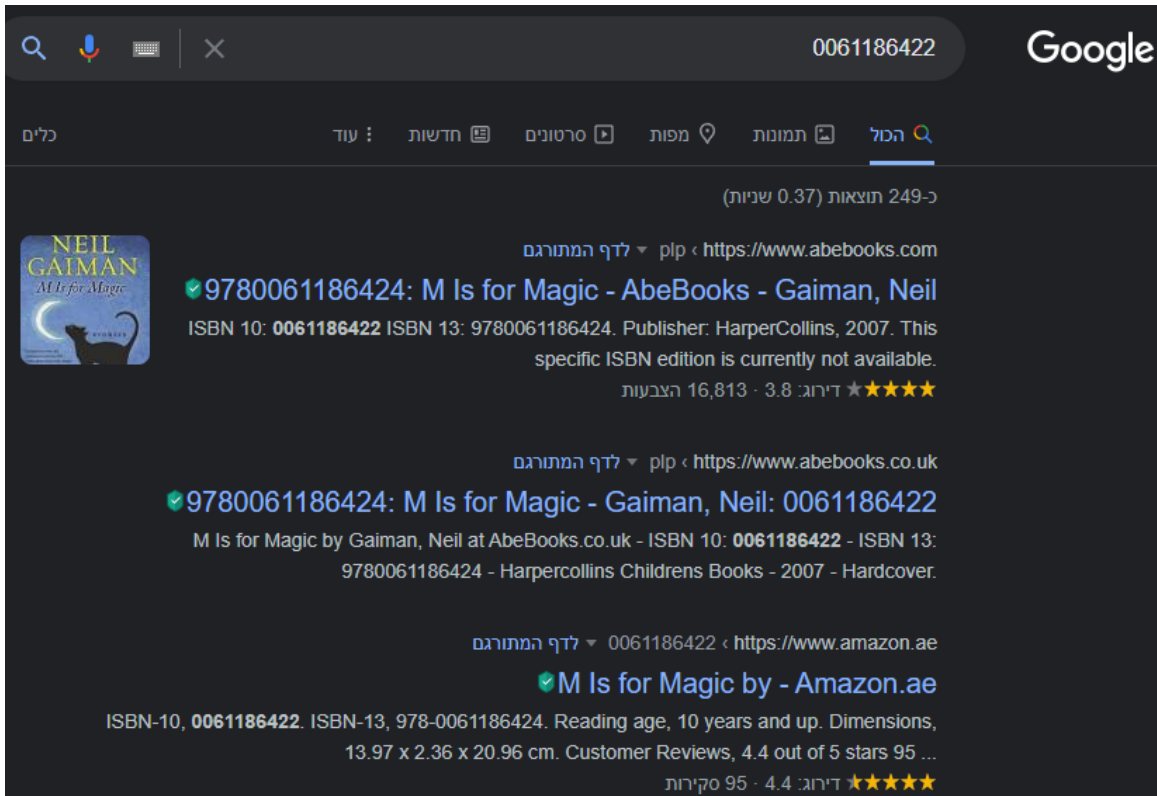 0061186422
Google
הכול תמונות מפות סרטונים חדשות עוד כלים
כ-249 תוצאות (0.37 שניות)
https://www.abebooks.com › plp לדף המתורגם
9780061186424: M Is for Magic - AbeBooks - Gaiman, Neil
ISBN 10: 0061186422 ISBN 13: 9780061186424. Publisher: HarperCollins, 2007. This
specific ISBN edition is currently not available.
דירוג: 3.8 · 16,813 הצבעות
NEIL
GAIMAN
M Is for Magic
STORIES
https://www.abebooks.co.uk › plp לדף המתורגם
9780061186424: M Is for Magic - Gaiman, Neil: 0061186422
M Is for Magic by Gaiman, Neil at AbeBooks.co.uk - ISBN 10: 0061186422 - ISBN 13:
9780061186424 - Harpercollins Childrens Books - 2007 - Hardcover.
https://www.amazon.ae › 0061186422 לדף המתורגם
M Is for Magic by - Amazon.ae
ISBN-10, 0061186422. ISBN-13, 978-0061186424. Reading age, 10 years and up. Dimensions,
13.97 x 2.36 x 20.96 cm. Customer Reviews, 4.4 out of 5 stars 95 ...
דירוג: 4.4 · 95 סקירות